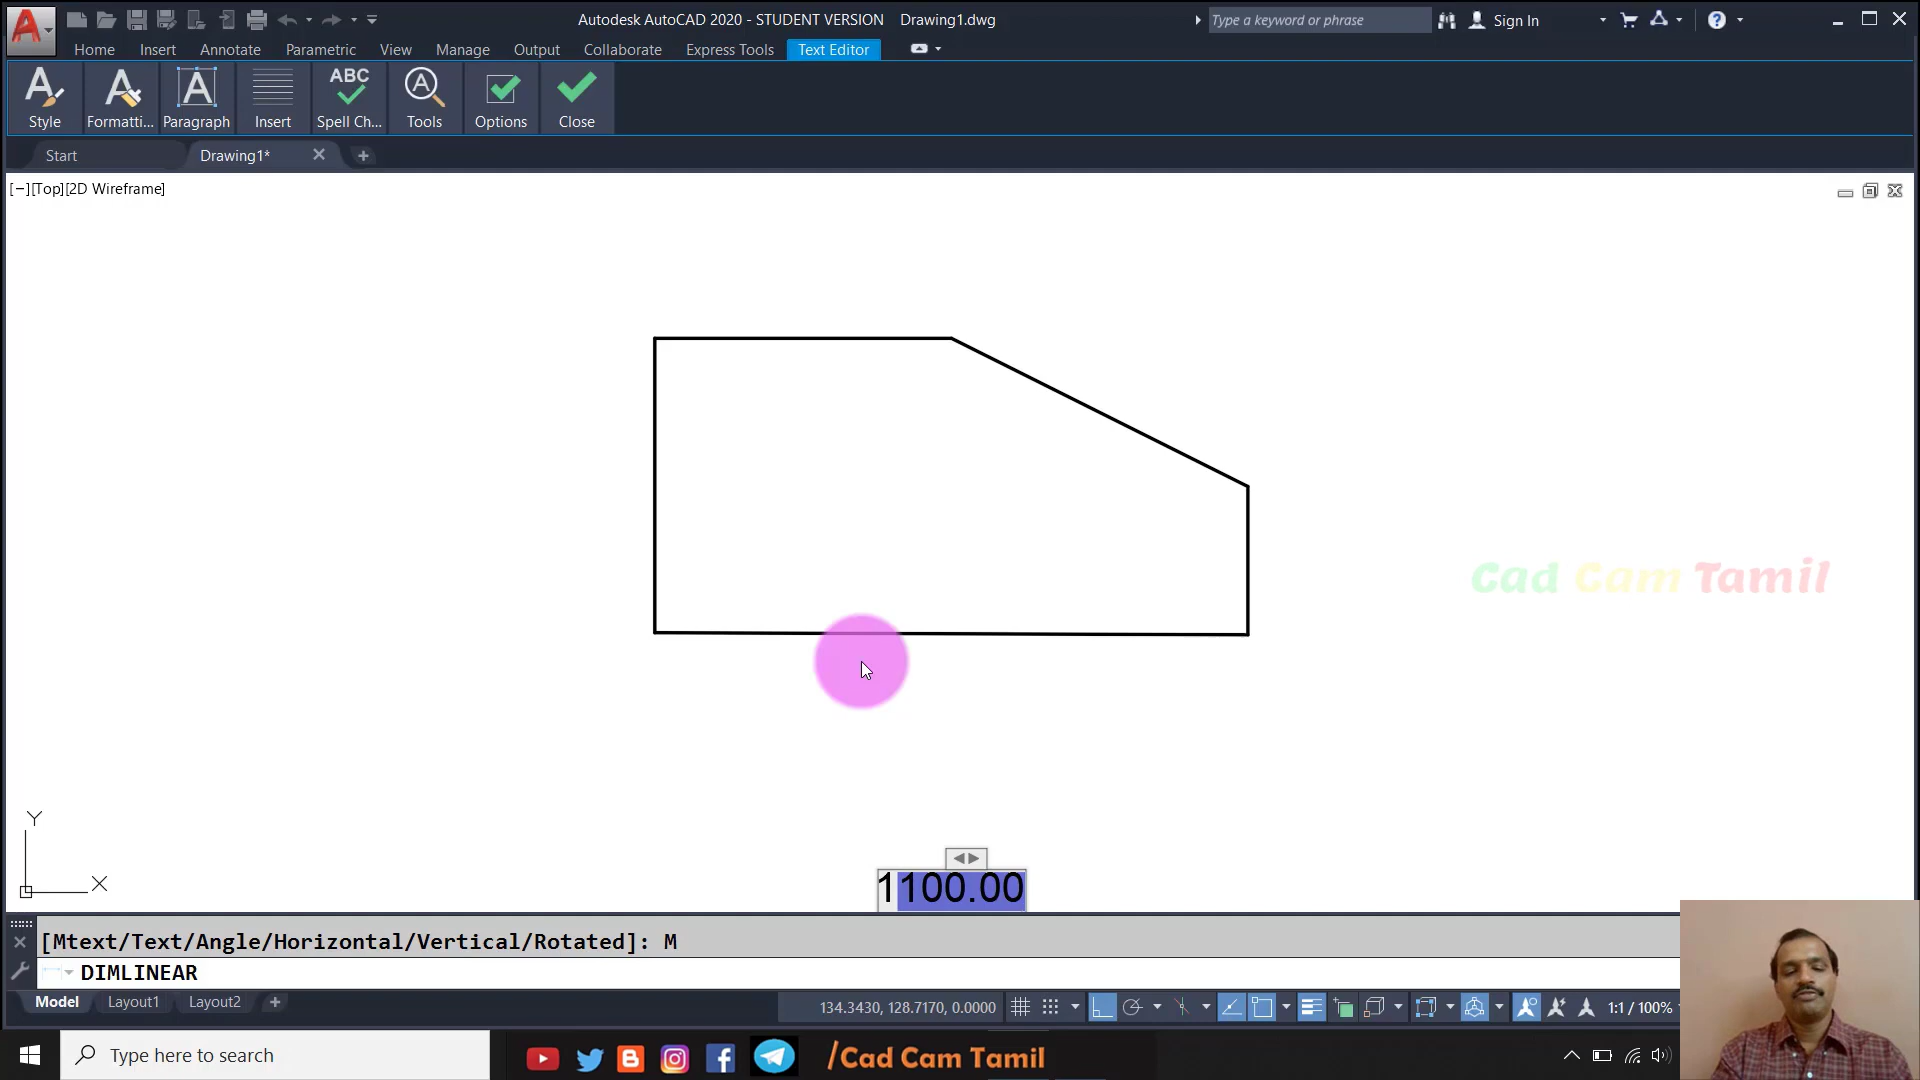 Autodesk AutoCAD 2020 - STUDENT VERSION Drawing1.dwg
Type a keyword or phrase
Sign In
Home Insert Annotate Parametric View Manage Output Collaborate Express Tools Text Editor
Style Formatti... Paragraph Insert ABC Spell Ch... Tools Options Close
Start Drawing1*
[−][Top][2D Wireframe]
Cad Cam Tamil
Y
X
1100.00
[Mtext/Text/Angle/Horizontal/Vertical/Rotated]: M
DIMLINEAR
Model Layout1 Layout2
134.3430, 128.7170, 0.0000
1:1 / 100%
Type here to search
/Cad Cam Tamil